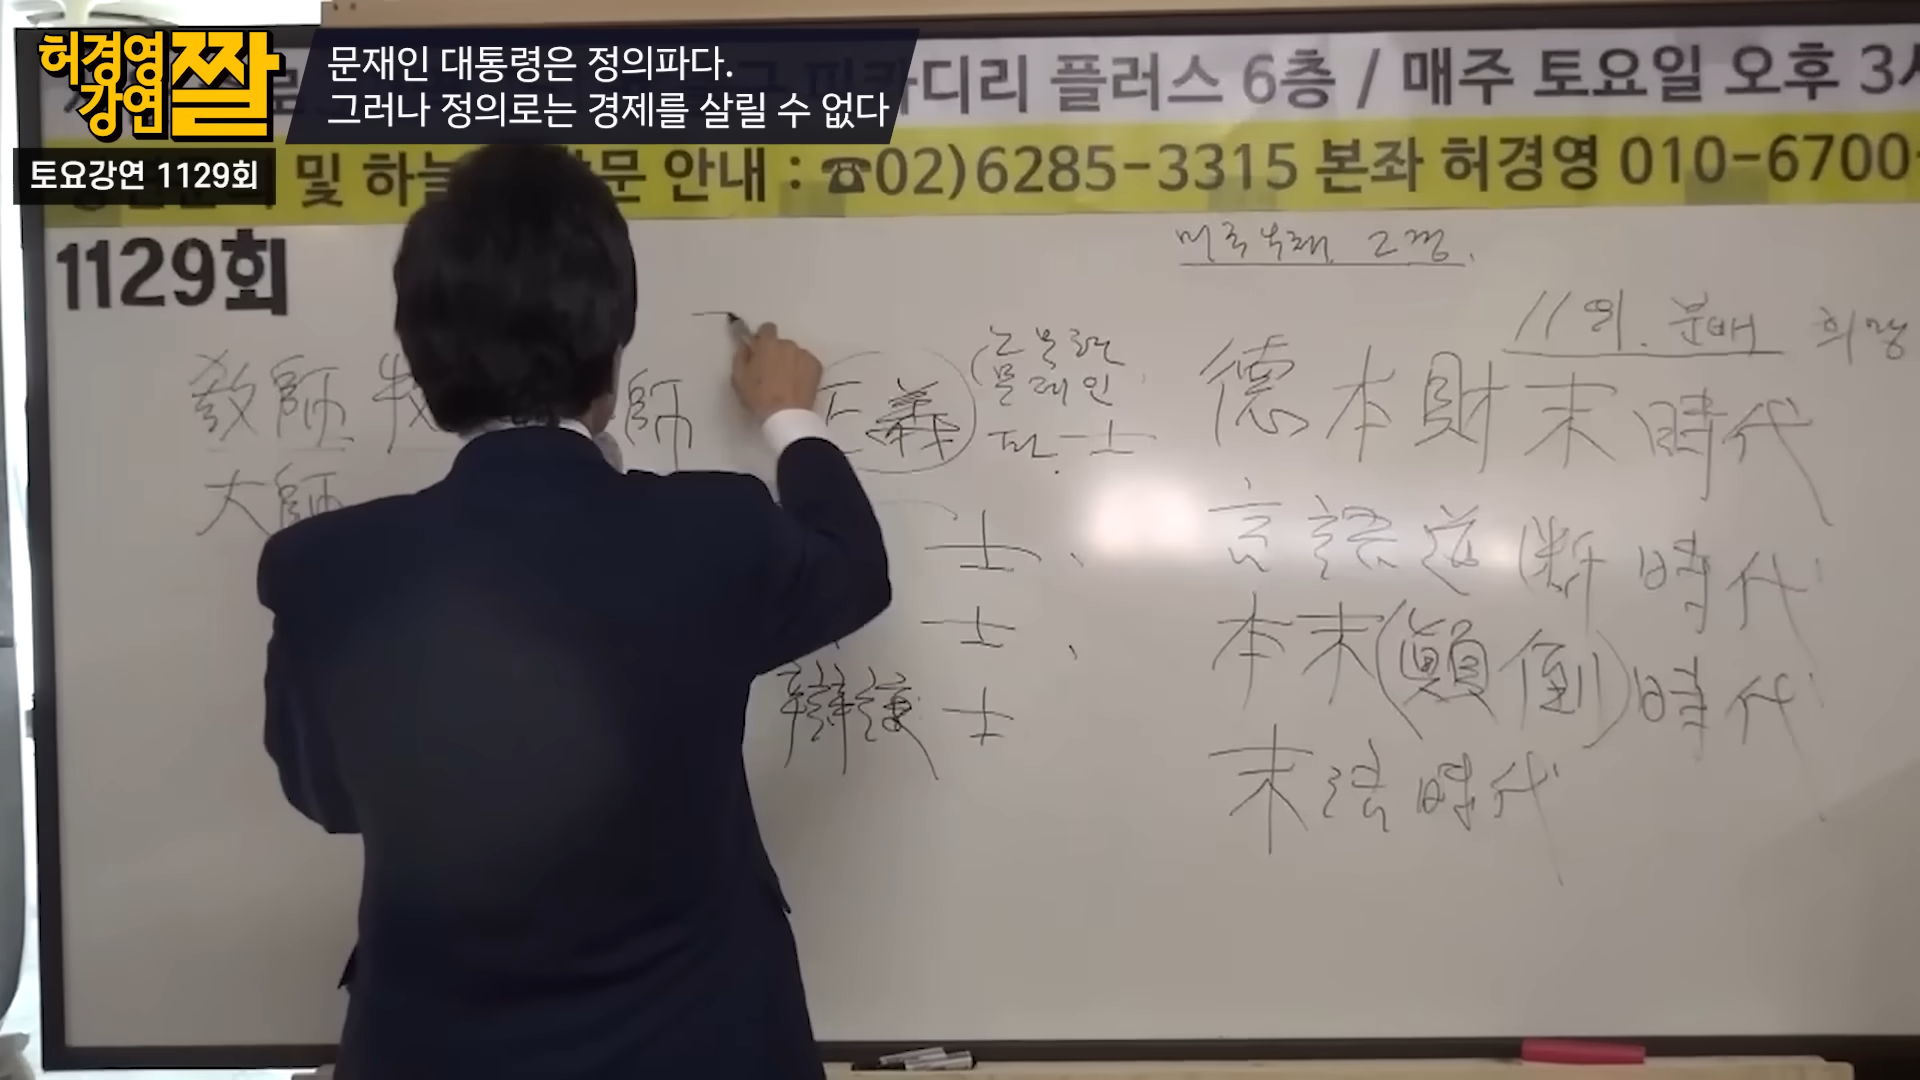 허경영
강연
짤
문재인 대통령은 정의파다.
그러나 정의로는 경제를 살릴 수 없다
토요강연 1129회
피카디리 플러스 6층 / 매주 토요일 오후 3시
및 하늘 방문 안내 : ☎02)6285-3315 본좌 허경영 010-6700-
1129회
敎師 牧 師 正義
大師
士
士
辯護士
11억. 분배
德本財末時代
言語道斷時代
本末(顚倒)時代
末法時代